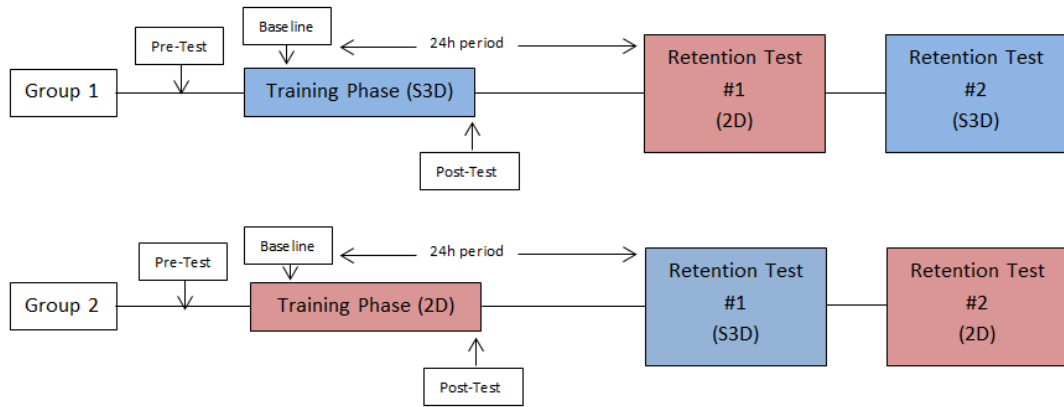 Baseline
Pre-Test
24h period
Group 1
Training Phase (S3D)
Retention Test
#1
(2D)
Retention Test
#2
(S3D)
Post-Test
Baseline
Pre-Test
24h period
Group 2
Training Phase (2D)
Retention Test
#1
(S3D)
Retention Test
#2
(2D)
Post-Test